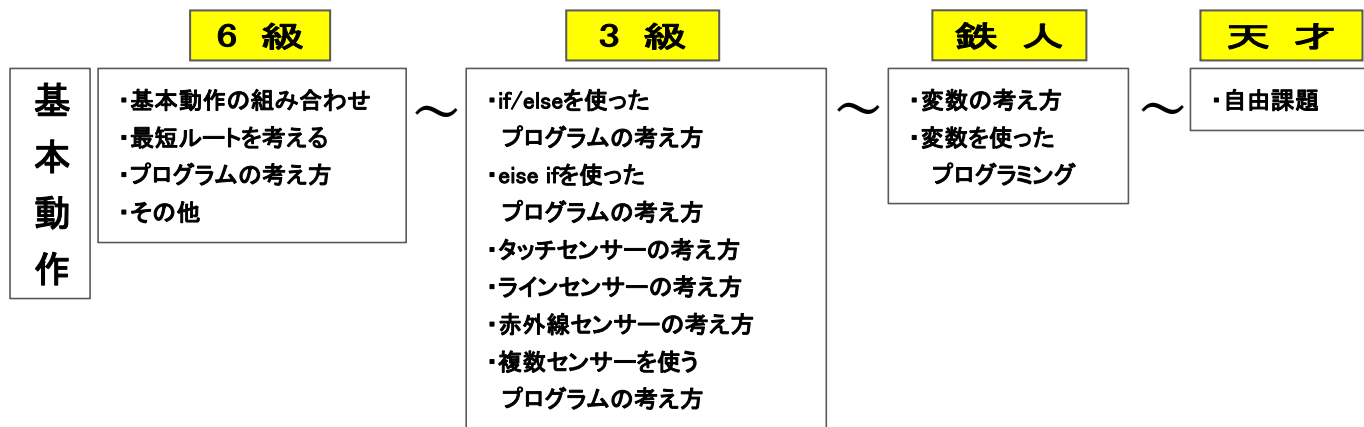 6 級
3 級
鉄 人
天 才
基本動作
・基本動作の組み合わせ
・最短ルートを考える
・プログラムの考え方
・その他
～
・if/elseを使った
プログラムの考え方
・eise ifを使った
プログラムの考え方
・タッチセンサーの考え方
・ラインセンサーの考え方
・赤外線センサーの考え方
・複数センサーを使う
プログラムの考え方
～
・変数の考え方
・変数を使った
プログラミング
～
・自由課題